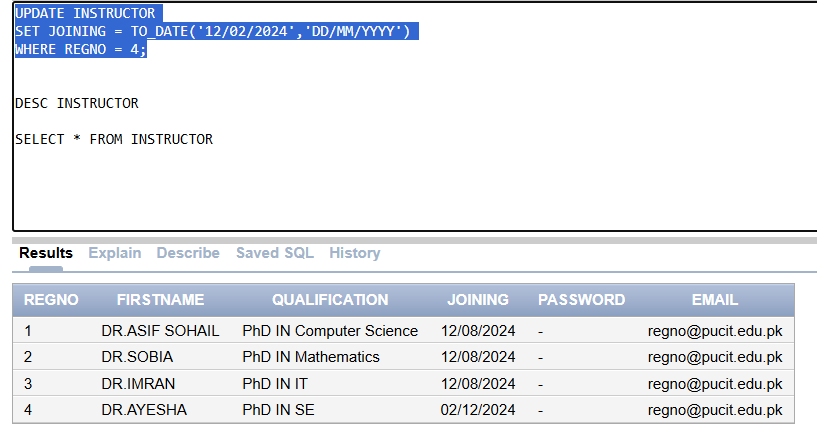 UPDATE INSTRUCTOR
SET JOINING = TO_DATE('12/02/2024','DD/MM/YYYY')
WHERE REGNO = 4;
DESC INSTRUCTOR
SELECT * FROM INSTRUCTOR
Results Explain Describe Saved SQL History
REGNO FIRSTNAME QUALIFICATION JOINING PASSWORD EMAIL
1 DR.ASIF SOHAIL PhD IN Computer Science 12/08/2024 - regno@pucit.edu.pk
2 DR.SOBIA PhD IN Mathematics 12/08/2024 - regno@pucit.edu.pk
3 DR.IMRAN PhD IN IT 12/08/2024 - regno@pucit.edu.pk
4 DR.AYESHA PhD IN SE 02/12/2024 - regno@pucit.edu.pk